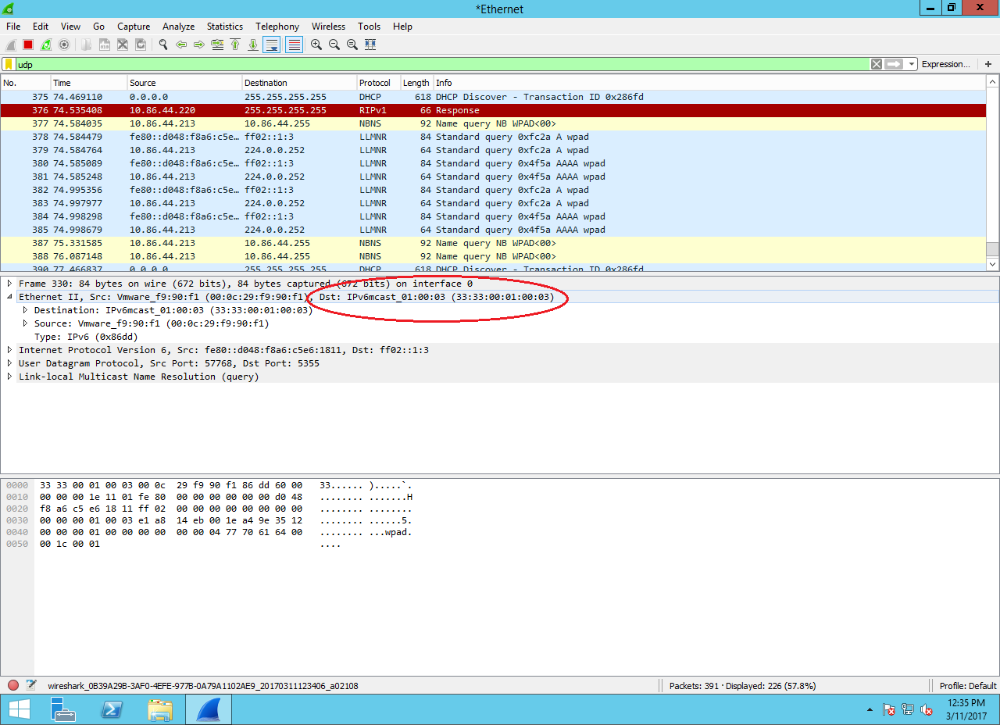 *Ethernet
File Edit View Go Capture Analyze Statistics Telephony Wireless Tools Help
udp Expression... +
No. Time Source Destination Protocol Length Info
375 74.469110 0.0.0.0 255.255.255.255 DHCP 618 DHCP Discover - Transaction ID 0x286fd
376 74.535408 10.86.44.220 255.255.255.255 RIPv1 66 Response
377 74.584035 10.86.44.213 10.86.44.255 NBNS 92 Name query NB WPAD<00>
378 74.584479 fe80::d048:f8a6:c5e… ff02::1:3 LLMNR 84 Standard query 0xfc2a A wpad
379 74.584764 10.86.44.213 224.0.0.252 LLMNR 64 Standard query 0xfc2a A wpad
380 74.585089 fe80::d048:f8a6:c5e… ff02::1:3 LLMNR 84 Standard query 0x4f5a AAAA wpad
381 74.585248 10.86.44.213 224.0.0.252 LLMNR 64 Standard query 0x4f5a AAAA wpad
382 74.995356 fe80::d048:f8a6:c5e… ff02::1:3 LLMNR 84 Standard query 0xfc2a A wpad
383 74.997977 10.86.44.213 224.0.0.252 LLMNR 64 Standard query 0xfc2a A wpad
384 74.998298 fe80::d048:f8a6:c5e… ff02::1:3 LLMNR 84 Standard query 0x4f5a AAAA wpad
385 74.998679 10.86.44.213 224.0.0.252 LLMNR 64 Standard query 0x4f5a AAAA wpad
387 75.331585 10.86.44.213 10.86.44.255 NBNS 92 Name query NB WPAD<00>
388 76.087148 10.86.44.213 10.86.44.255 NBNS 92 Name query NB WPAD<00>
390 77.466837 0.0.0.0 255.255.255.255 DHCP 618 DHCP Discover - Transaction ID 0x286fd
Frame 330: 84 bytes on wire (672 bits), 84 bytes captured (672 bits) on interface 0
Ethernet II, Src: Vmware_f9:90:f1 (00:0c:29:f9:90:f1), Dst: IPv6mcast_01:00:03 (33:33:00:01:00:03)
Destination: IPv6mcast_01:00:03 (33:33:00:01:00:03)
Source: Vmware_f9:90:f1 (00:0c:29:f9:90:f1)
Type: IPv6 (0x86dd)
Internet Protocol Version 6, Src: fe80::d048:f8a6:c5e6:1811, Dst: ff02::1:3
User Datagram Protocol, Src Port: 57768, Dst Port: 5355
Link-local Multicast Name Resolution (query)
0000 33 33 00 01 00 03 00 0c 29 f9 90 f1 86 dd 60 00 33...... ).....`.
0010 00 00 00 1e 11 01 fe 80 00 00 00 00 00 00 d0 48 ........ .......H
0020 f8 a6 c5 e6 18 11 ff 02 00 00 00 00 00 00 00 00 ........ ........
0030 00 00 00 01 00 03 e1 a8 14 eb 00 1e a4 9e 35 12 ........ ......5.
0040 00 00 00 01 00 00 00 00 00 00 04 77 70 61 64 00 ........ ...wpad.
0050 00 1c 00 01 ....
wireshark_0B39A29B-3AF0-4EFE-977B-0A79A1102AE9_20170311123406_a02108 Packets: 391 · Displayed: 226 (57.8%) Profile: Default
12:35 PM
3/11/2017